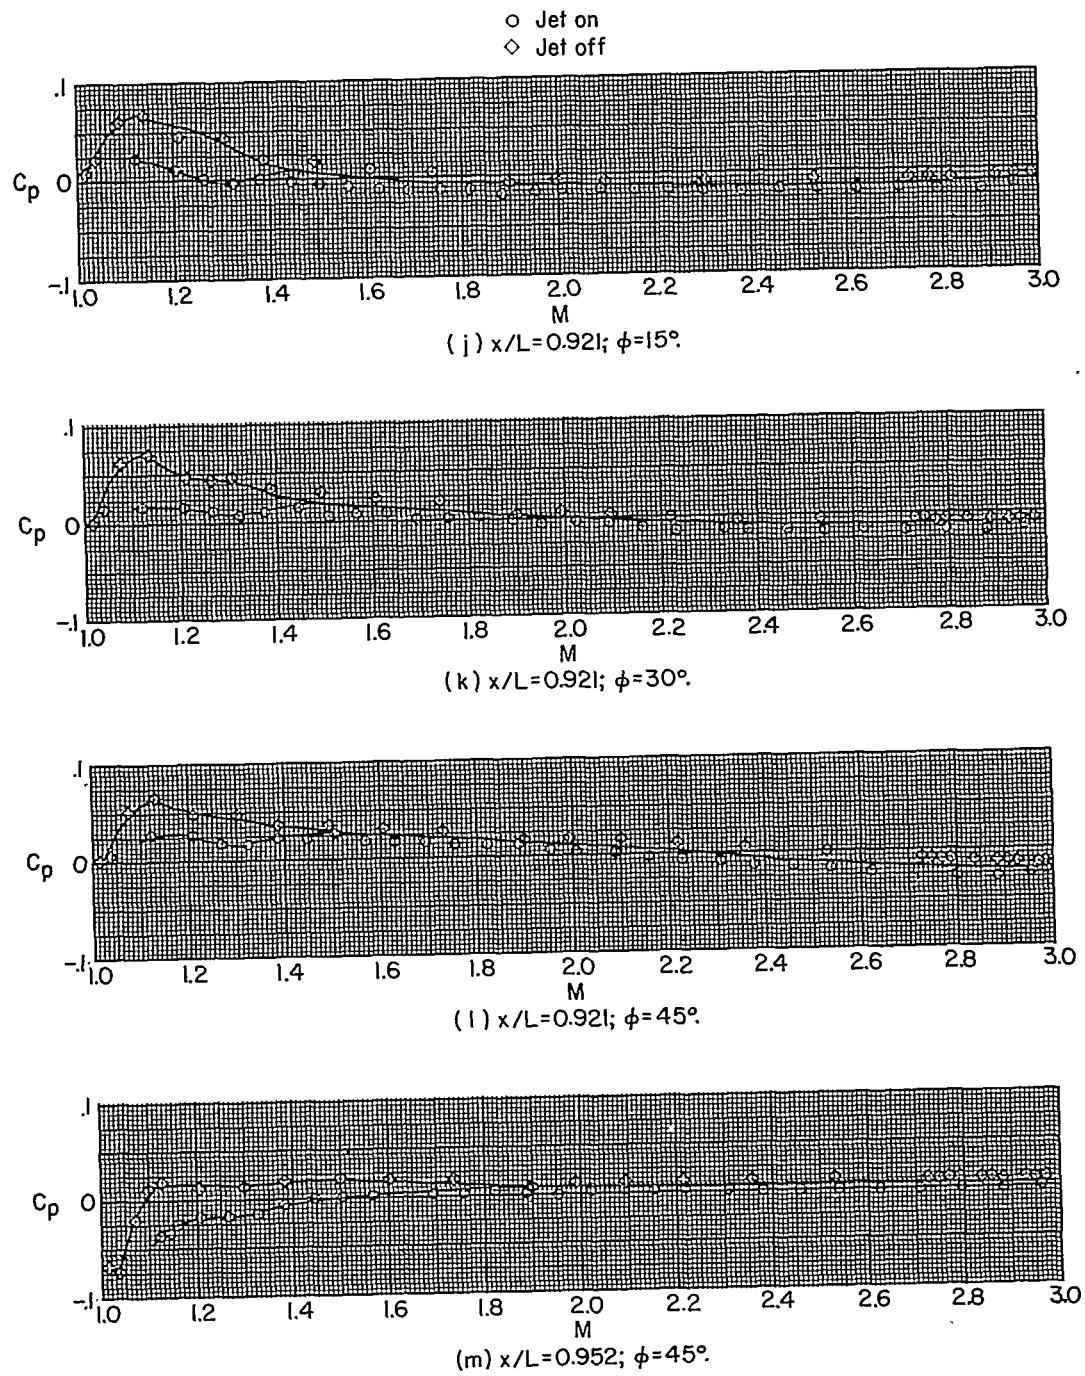 ○ Jet on
◇ Jet off
.1
Cp 0
-.1
1.0 1.2 1.4 1.6 1.8 2.0 2.2 2.4 2.6 2.8 3.0
M
(j) x/L=0.921; ϕ=15°.
.1
Cp 0
-.1
1.0 1.2 1.4 1.6 1.8 2.0 2.2 2.4 2.6 2.8 3.0
M
(k) x/L=0.921; ϕ=30°.
.1
Cp 0
-.1
1.0 1.2 1.4 1.6 1.8 2.0 2.2 2.4 2.6 2.8 3.0
M
(l) x/L=0.921; ϕ=45°.
.1
Cp 0
-.1
1.0 1.2 1.4 1.6 1.8 2.0 2.2 2.4 2.6 2.8 3.0
M
(m) x/L=0.952; ϕ=45°.